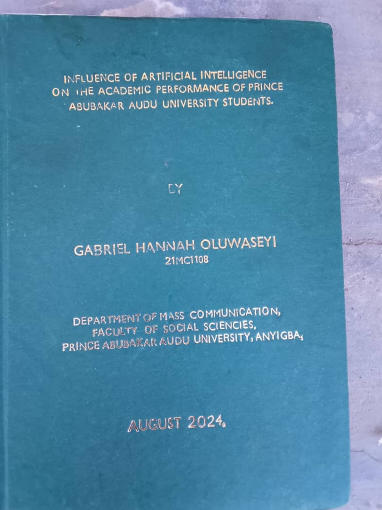 INFLUENCE OF ARTIFICIAL INTELLIGENCE
ON THE ACADEMIC PERFORMANCE OF PRINCE
ABUBAKAR AUDU UNIVERSITY STUDENTS.
BY
GABRIEL HANNAH OLUWASEYI
21MC1108
DEPARTMENT OF MASS COMMUNICATION,
FACULTY OF SOCIAL SCIENCES,
PRINCE ABUBAKAR AUDU UNIVERSITY, ANYIGBA,
AUGUST 2024.